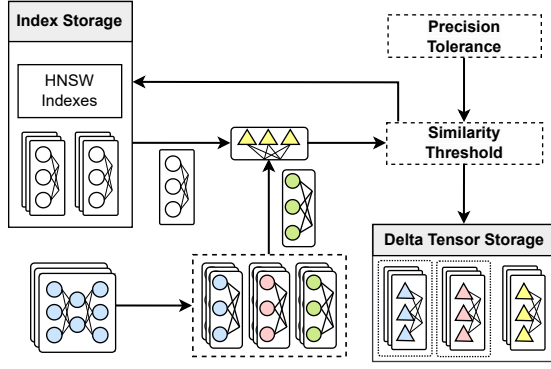 Index Storage
HNSW
Indexes
Precision
Tolerance
Similarity
Threshold
Delta Tensor Storage